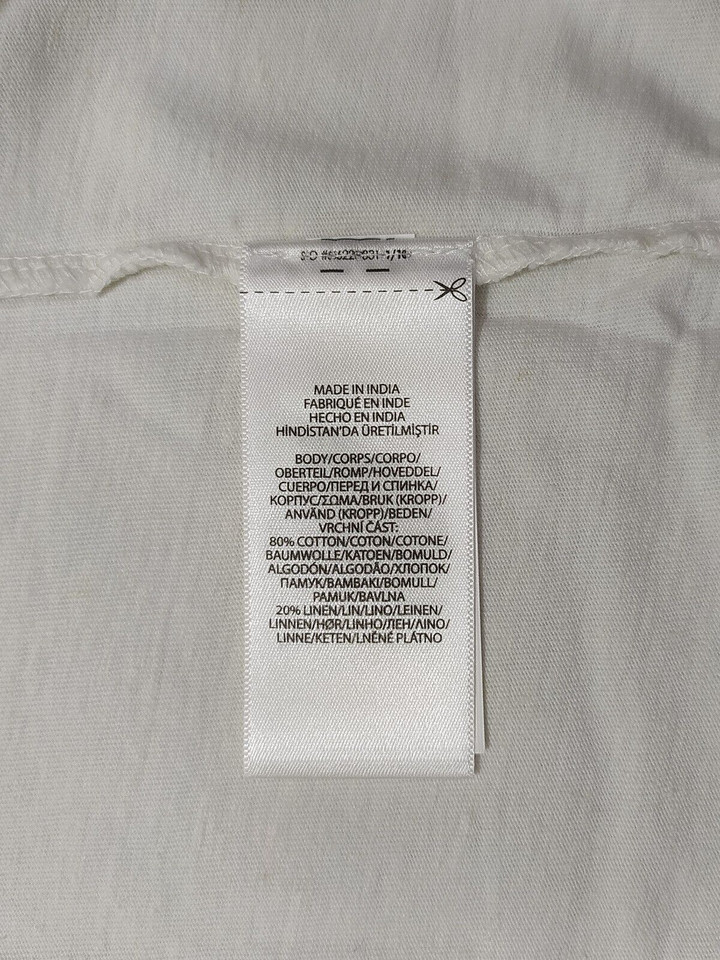 MADE IN INDIA
FABRIQUÉ EN INDE
HECHO EN INDIA
HİNDİSTAN'DA ÜRETİLMİŞTİR
BODY/CORPS/CORPO/
OBERTEIL/ROMP/HOVEDDEL/
CUERPO/ПЕРЕД И СПИНКА/
КОРПУС/ΣΩΜΑ/BRUK (KROPP)/
ANVÄND (KROPP)/BEDEN/
VRCHNÍ ČÁST:
80% COTTON/COTON/COTONE/
BAUMWOLLE/KATOEN/BOMULD/
ALGODÓN/ALGODÃO/ХЛОПОК/
ПАМУК/ΒΑΜΒΑΚΙ/BOMULL/
PAMUK/BAVLNA
20% LINEN/LIN/LINO/LEINEN/
LINNEN/HØR/LINHO/ЛЕН/ΛΙΝΟ/
LINNE/KETEN/LNĚNÉ PLÁTNO